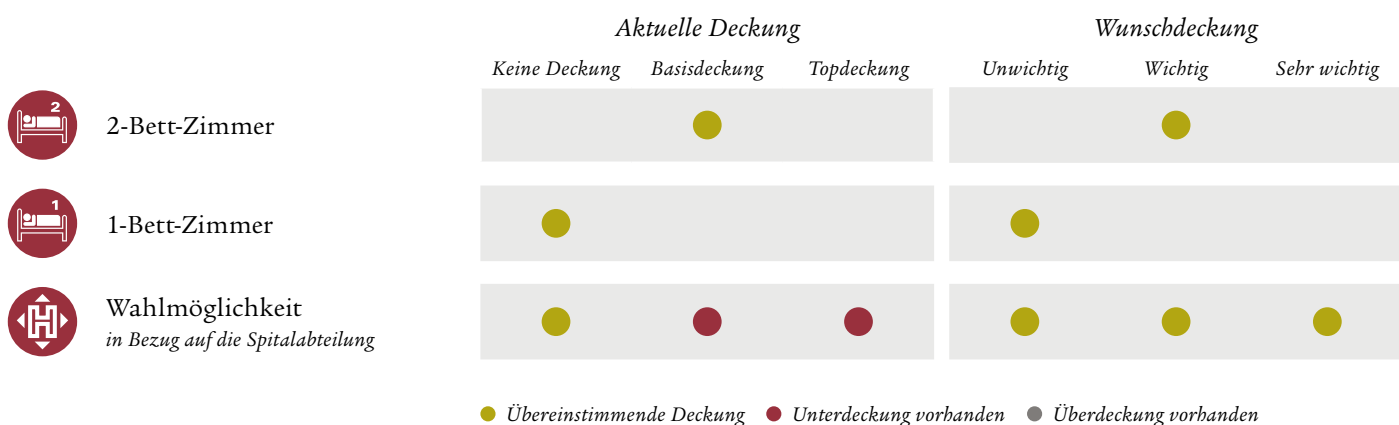 Aktuelle Deckung Wunschdeckung
Keine Deckung Basisdeckung Topdeckung Unwichtig Wichtig Sehr wichtig
2
2-Bett-Zimmer
1
1-Bett-Zimmer
H
Wahlmöglichkeit
in Bezug auf die Spitalabteilung
Übereinstimmende Deckung Unterdeckung vorhanden Überdeckung vorhanden